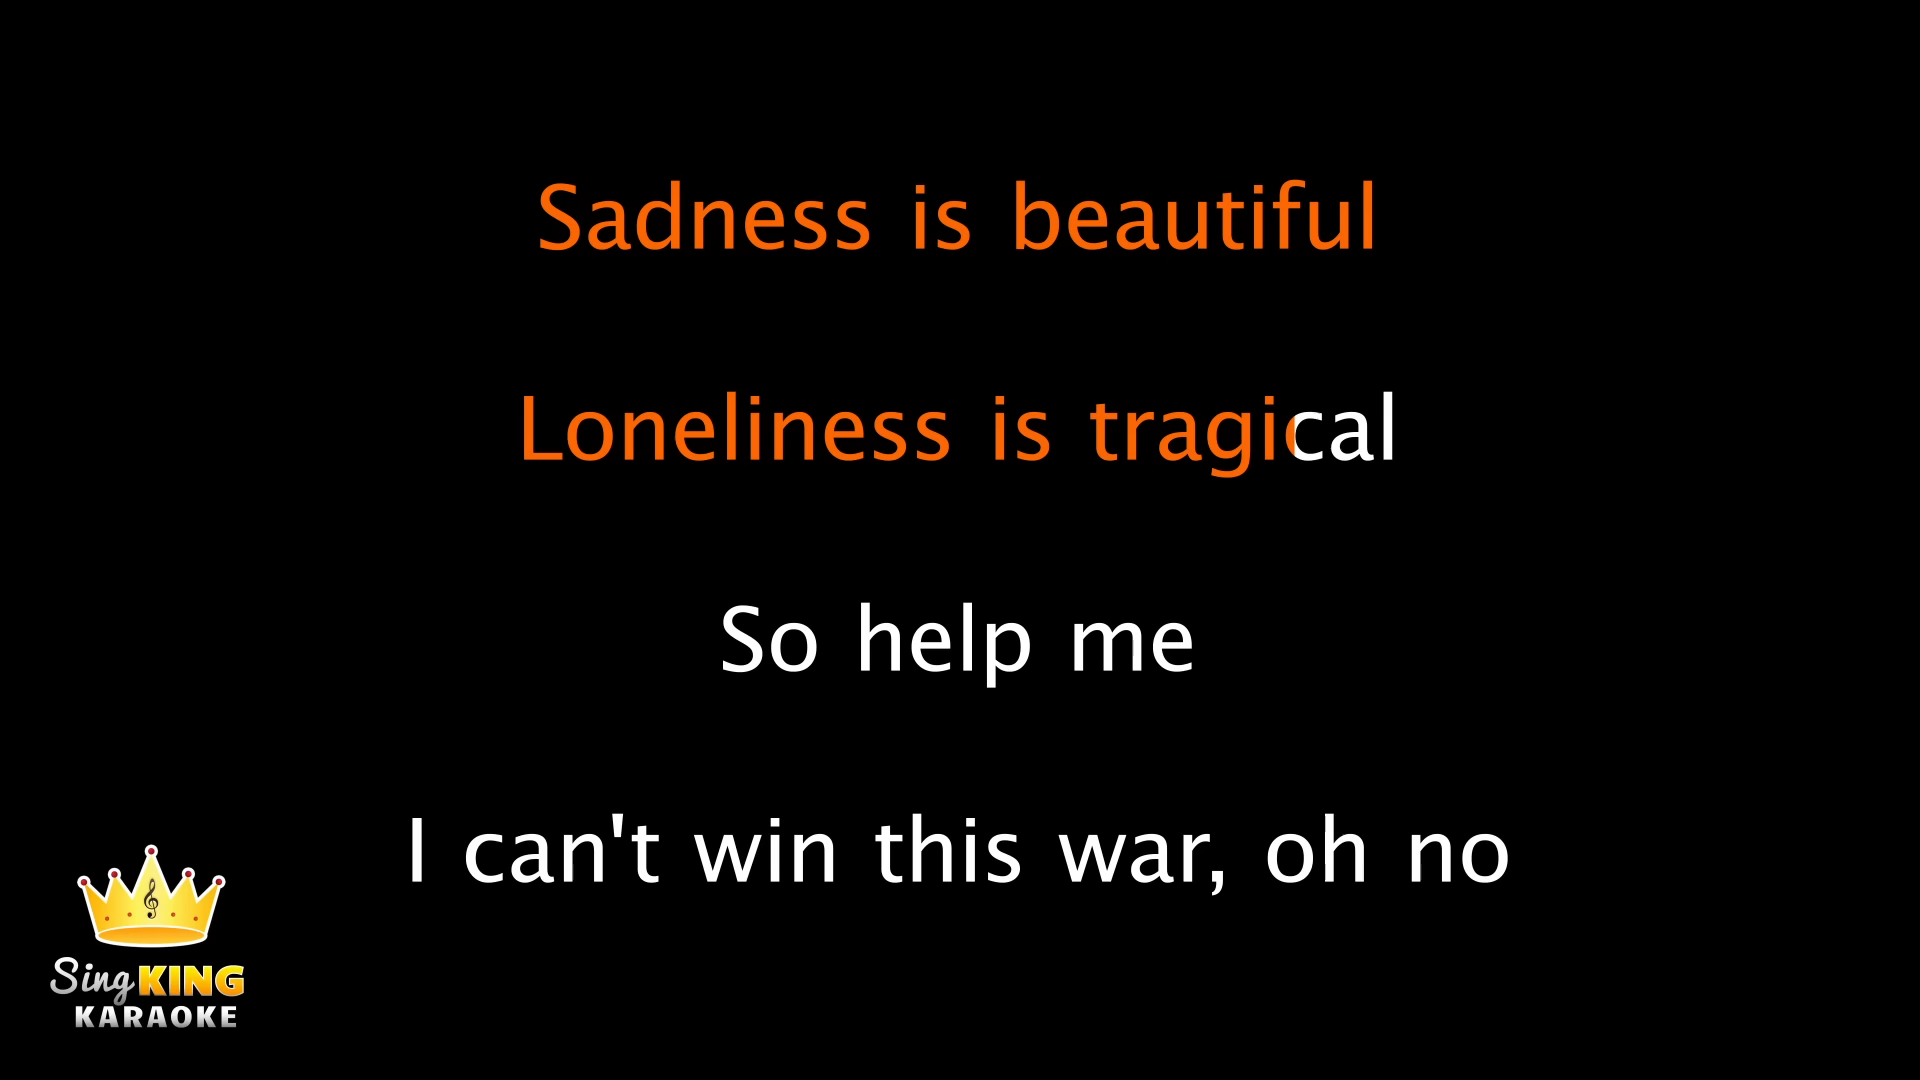 Sadness is beautiful
Loneliness is tragical
So help me
I can't win this war, oh no
Sing KING
KARAOKE